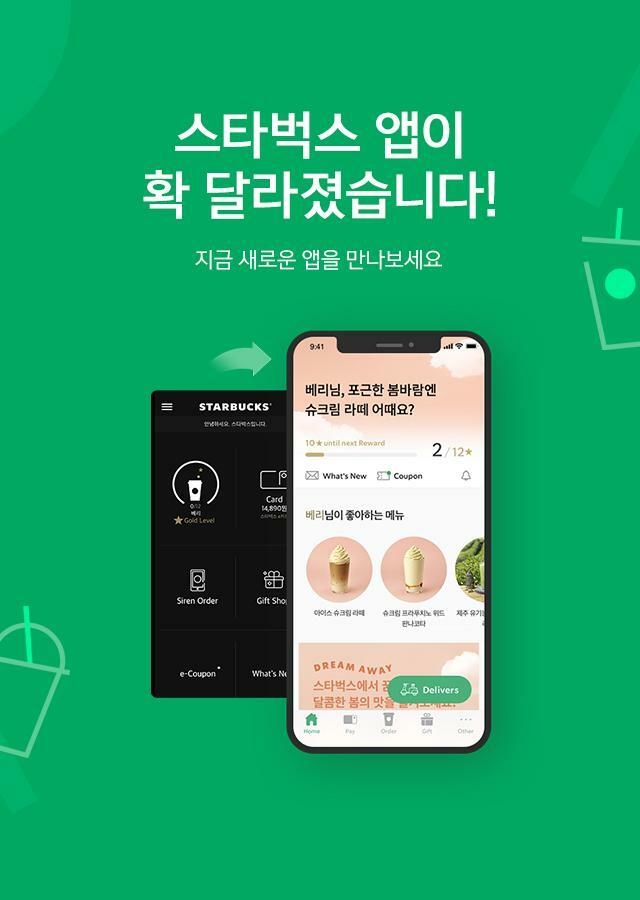 스타벅스 앱이
확 달라졌습니다!
지금 새로운 앱을 만나보세요
STARBUCKS
안녕하세요. 스타벅스입니다.
0/12
베리
Gold Level
Card
14,890원
Siren Order
Gift Shop
e-Coupon
What's Ne
9:41
베리님, 포근한 봄바람엔
슈크림 라떼 어때요?
10★until next Reward
2/12★
What's New
Coupon
베리님이 좋아하는 메뉴
아이스 슈크림 라떼
슈크림 프라푸치노 위드
판나코타
제주 유기
DREAM AWAY
스타벅스에서 꿈
달콤한 봄의 맛을
Delivers
Home
Pay
Order
Gift
Other